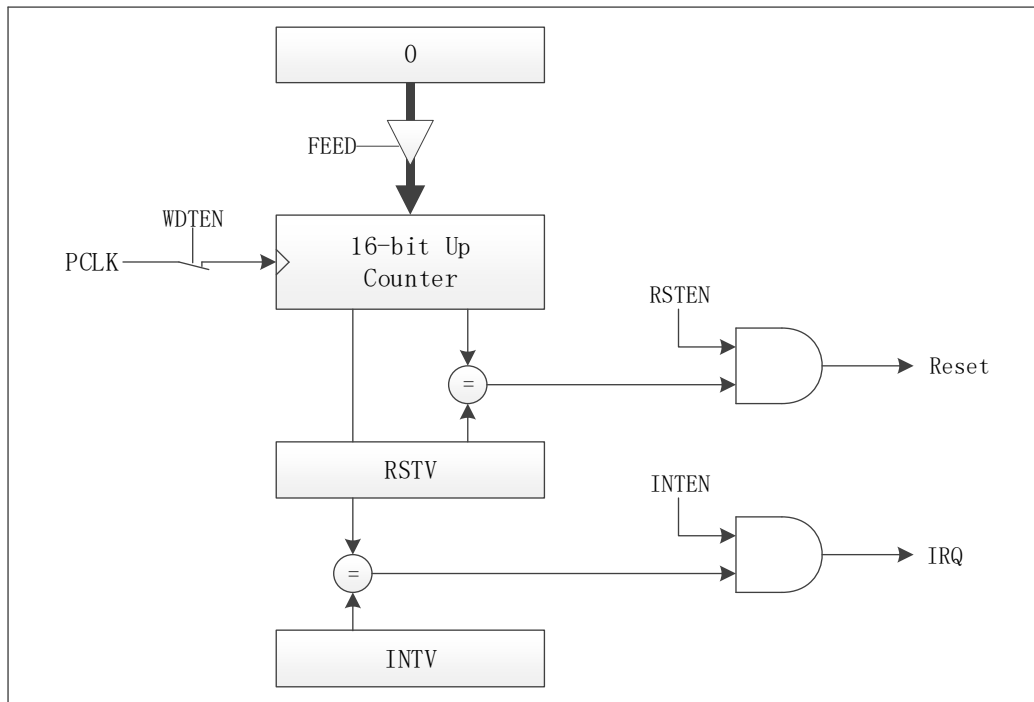 0
FEED
WDTEN
PCLK
16-bit Up
Counter
RSTEN
=
Reset
RSTV
INTEN
=
IRQ
INTV